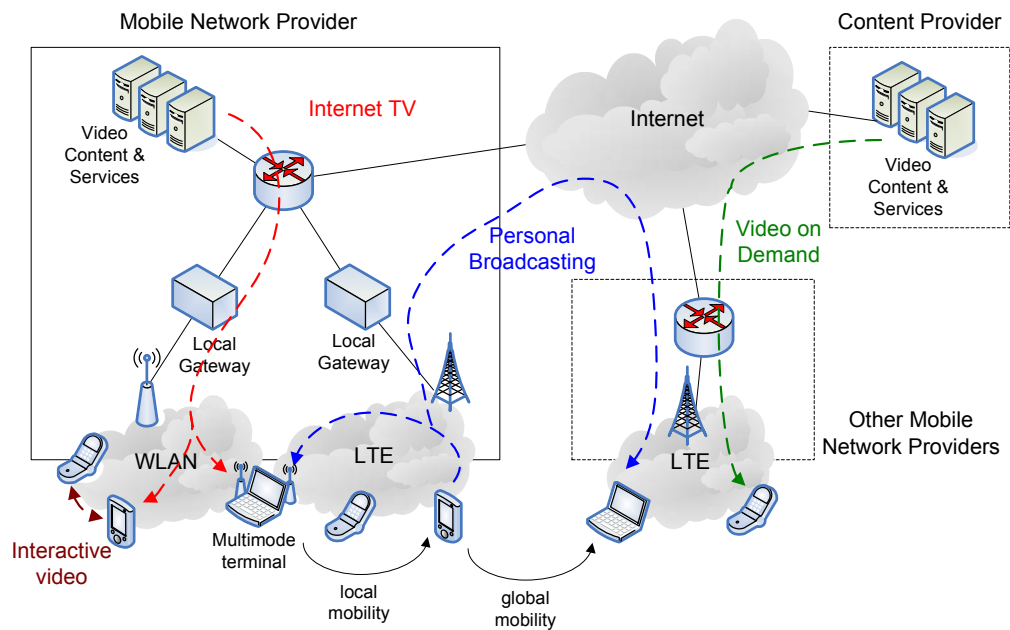 Mobile Network Provider
Content Provider
Internet TV
Video
Content &
Services
Internet
Video
Content &
Services
Personal
Broadcasting
Video on
Demand
Local
Gateway
Local
Gateway
Other Mobile
Network Providers
WLAN
LTE
LTE
Interactive
video
Multimode
terminal
local
mobility
global
mobility